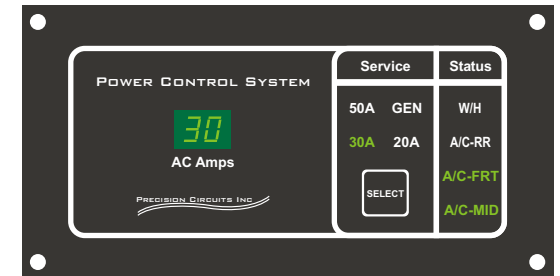 POWER CONTROL SYSTEM
30
AC Amps
PRECISION CIRCUITS INC
Service
50A GEN
30A 20A
SELECT
Status
W/H
A/C-RR
A/C-FRT
A/C-MID